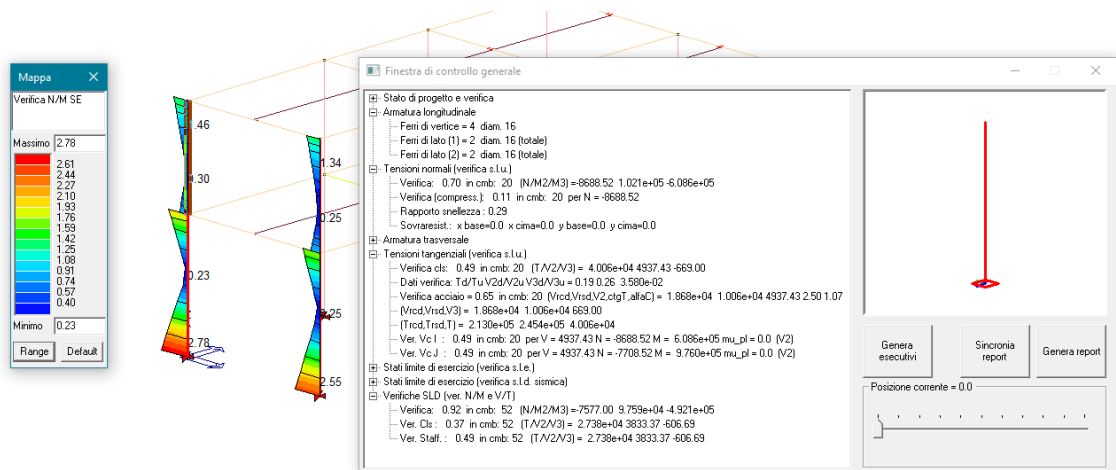 Mappa
Verifica N/M SE
Massimo 2.78
2.61
2.44
2.27
2.10
1.93
1.76
1.59
1.42
1.25
1.08
0.91
0.74
0.57
0.40
Minimo 0.23
Range Default
1.46
1.34
.30
0.25
0.23
.25
2.78
2.55
Finestra di controllo generale
Stato di progetto e verifica
Armatura longitudinale
Ferri di vertice = 4 diam. 16
Ferri di lato (1) = 2 diam. 16 (totale)
Ferri di lato (2) = 2 diam. 16 (totale)
Tensioni normali (verifica s.l.u.)
Verifica: 0.70 in cmb: 20 (N/M2/M3) =-8688.52 1.021e+05 -6.086e+05
Verifica (compress.): 0.11 in cmb: 20 per N = -8688.52
Rapporto snellezza : 0.29
Sovraresist.: x base=0.0 x cima=0.0 y base=0.0 y cima=0.0
Armatura trasversale
Tensioni tangenziali (verifica s.l.u.)
Verifica cls: 0.49 in cmb: 20 (T/V2/V3) = 4.006e+04 4937.43 -669.00
Dati verifica: Td/Tu V2d/V2u V3d/V3u = 0.19 0.26 3.580e-02
Verifica acciaio = 0.65 in cmb: 20 (Vrcd,Vrsd,V2,ctgT,alfaC) = 1.868e+04 1.006e+04 4937.43 2.50 1.07
(Vrcd,Vrsd,V3) = 1.868e+04 1.006e+04 669.00
(Trcd,Trsd,T) = 2.130e+05 2.454e+05 4.006e+04
Ver. Vc I : 0.49 in cmb: 20 per V = 4937.43 N = -8688.52 M = 6.086e+05 mu_pl = 0.0 (V2)
Ver. Vc J : 0.49 in cmb: 20 per V = 4937.43 N = -7708.52 M = 9.760e+05 mu_pl = 0.0 (V2)
Stati limite di esercizio (verifica s.l.e.)
Stati limite di esercizio (verifica s.l.d. sismica)
Verifiche SLD (ver. N/M e V/T)
Verifica: 0.92 in cmb: 52 (N/M2/M3)=-7577.00 9.759e+04 -4.921e+05
Ver. Cls : 0.37 in cmb: 52 (T/V2/V3) = 2.738e+04 3833.37 -606.69
Ver. Staff. : 0.49 in cmb: 52 (T/V2/V3) = 2.738e+04 3833.37 -606.69
Genera esecutivi
Sincronia report
Genera report
Posizione corrente = 0.0